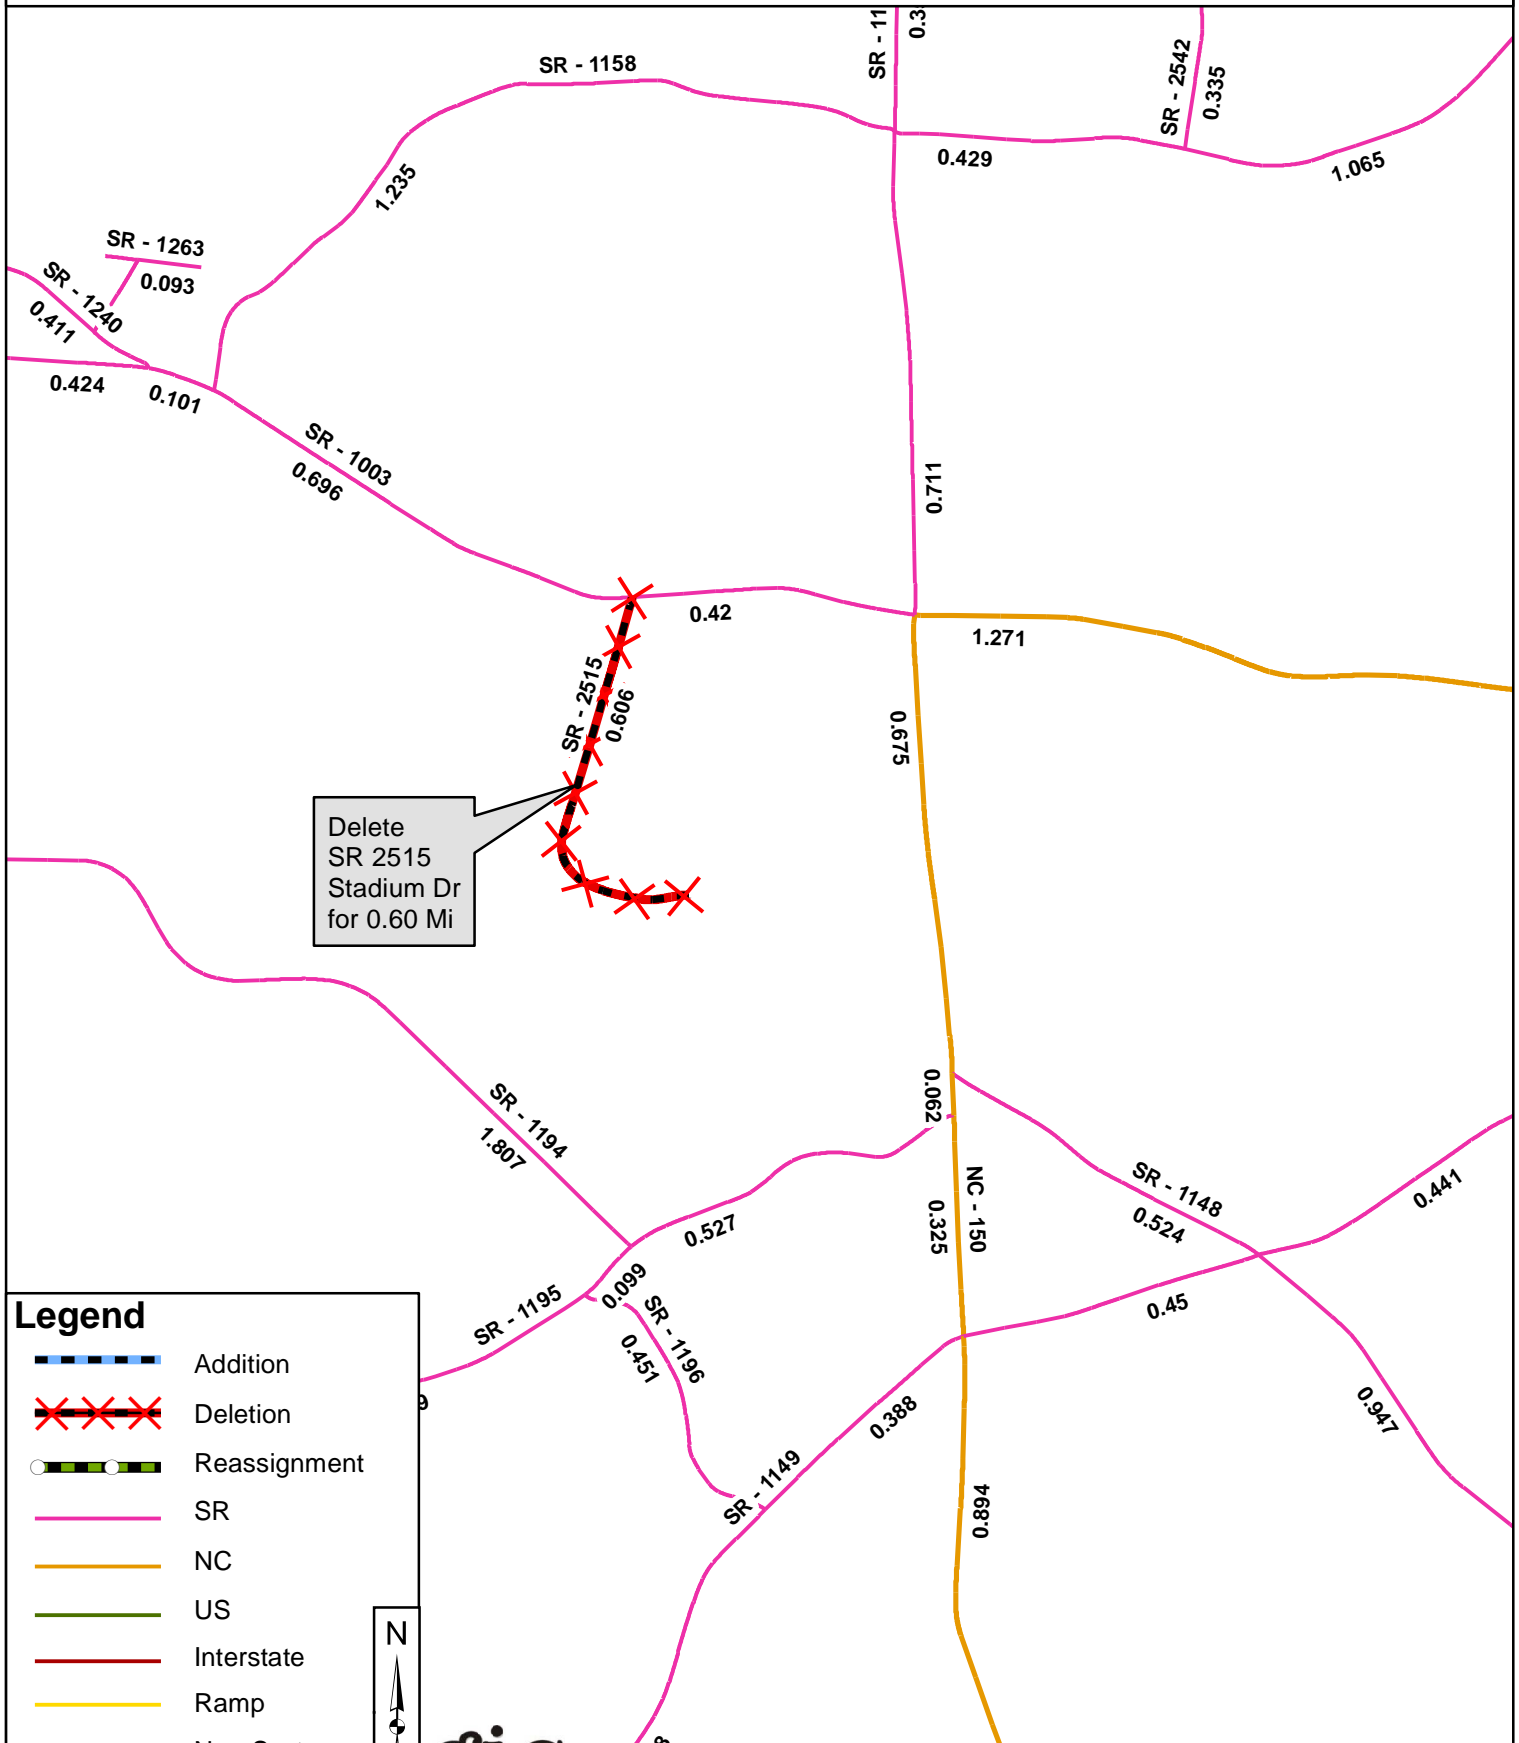 SR - 11
0.3
SR - 1158
SR - 2542
0.335
0.429
1.065
1.235
SR - 1263
0.093
SR - 1240
0.411
0.424
0.101
SR - 1003
0.696
0.711
0.42
1.271
SR - 2515
0.606
0.675
Delete
SR 2515
Stadium Dr
for 0.60 Mi
0.062
SR - 1194
1.807
SR - 1148
0.524
0.441
NC - 150
0.325
0.527
0.099
SR - 1195
SR - 1196
0.451
0.45
9
0.388
0.947
SR - 1149
0.894
Legend
Addition
Deletion
Reassignment
SR
NC
US
Interstate
Ramp
N